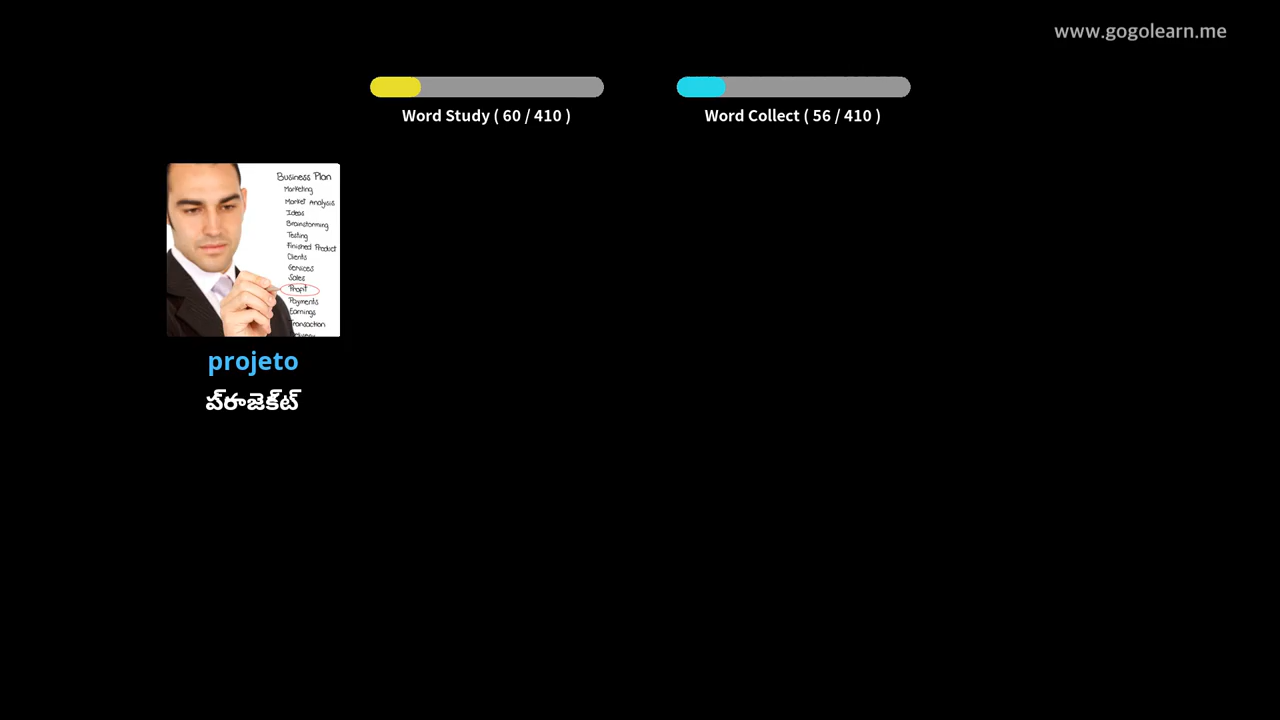 www.gogolearn.me
Word Study ( 60 / 410 )
Word Collect ( 56 / 410 )
Business Plan
Marketing
Market Analysis
Ideas
Brainstorming
Testing
Finished Product
Clients
Services
Sales
Profit
Payments
Earnings
Transaction
Delivery
projeto
ప్రాజెక్ట్